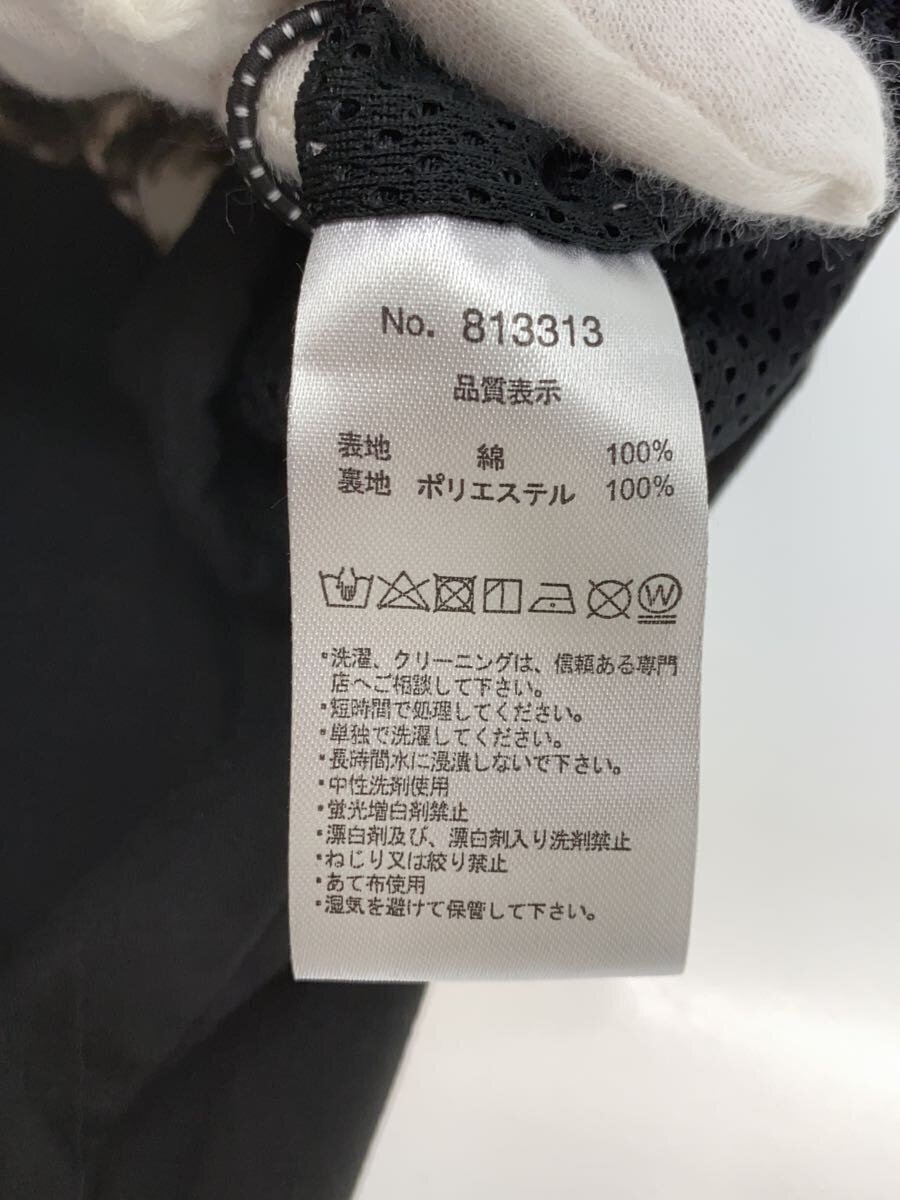 No. 813313
品質表示
表地 綿 100%
裏地 ポリエステル 100%
W
・洗濯、クリーニングは、信頼ある専門
店へご相談して下さい。
・短時間で処理してください。
・単独で洗濯してください。
・長時間水に浸漬しないで下さい。
・中性洗剤使用
・蛍光増白剤禁止
・漂白剤及び、漂白剤入り洗剤禁止
・ねじり又は絞り禁止
・あて布使用
・湿気を避けて保管して下さい。